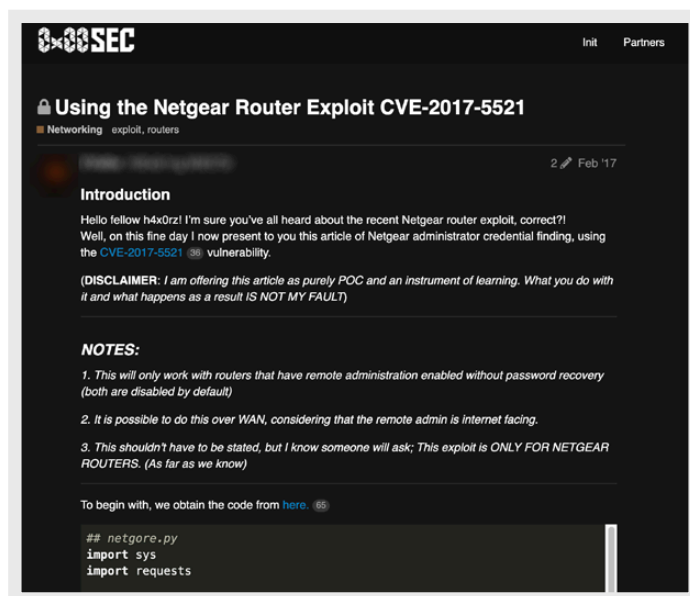 0x00SEC
Init Partners
Using the Netgear Router Exploit CVE-2017-5521
Networking exploit, routers
2 Feb '17
Introduction
Hello fellow h4x0rz! I'm sure you've all heard about the recent Netgear router exploit, correct?!
Well, on this fine day I now present to you this article of Netgear administrator credential finding, using
the CVE-2017-5521 36 vulnerability.
(DISCLAIMER: I am offering this article as purely POC and an instrument of learning. What you do with
it and what happens as a result IS NOT MY FAULT)
NOTES:
1. This will only work with routers that have remote administration enabled without password recovery
(both are disabled by default)
2. It is possible to do this over WAN, considering that the remote admin is internet facing.
3. This shouldn't have to be stated, but I know someone will ask; This exploit is ONLY FOR NETGEAR
ROUTERS. (As far as we know)
To begin with, we obtain the code from here. 65
## netgore.py
import sys
import requests